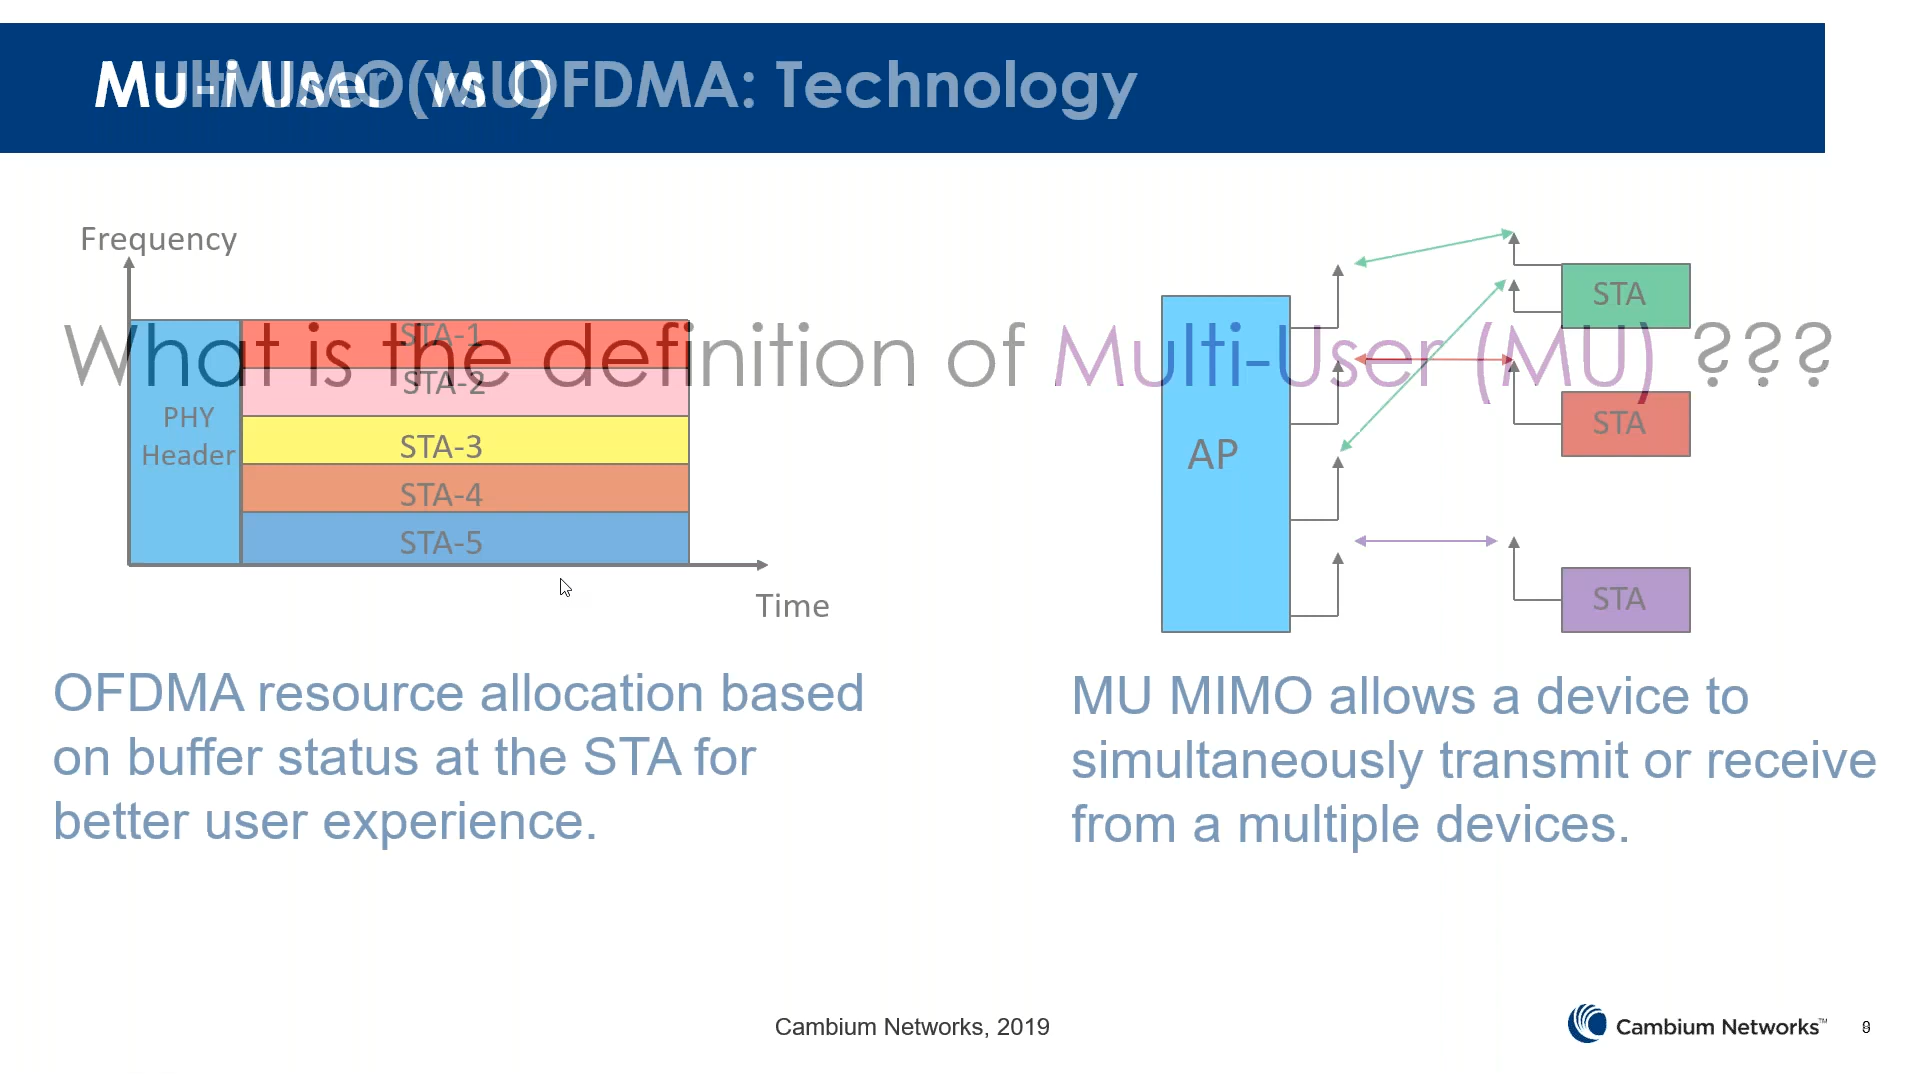 Multi User (MU)
MU-MIMO vs OFDMA: Technology
Frequency
What is the definition of Multi-User (MU) ???
STA-1
STA-2
PHY
Header
STA-3
STA-4
STA-5
Time
AP
STA
STA
STA
OFDMA resource allocation based
on buffer status at the STA for
better user experience.
MU MIMO allows a device to
simultaneously transmit or receive
from a multiple devices.
Cambium Networks, 2019
Cambium Networks™